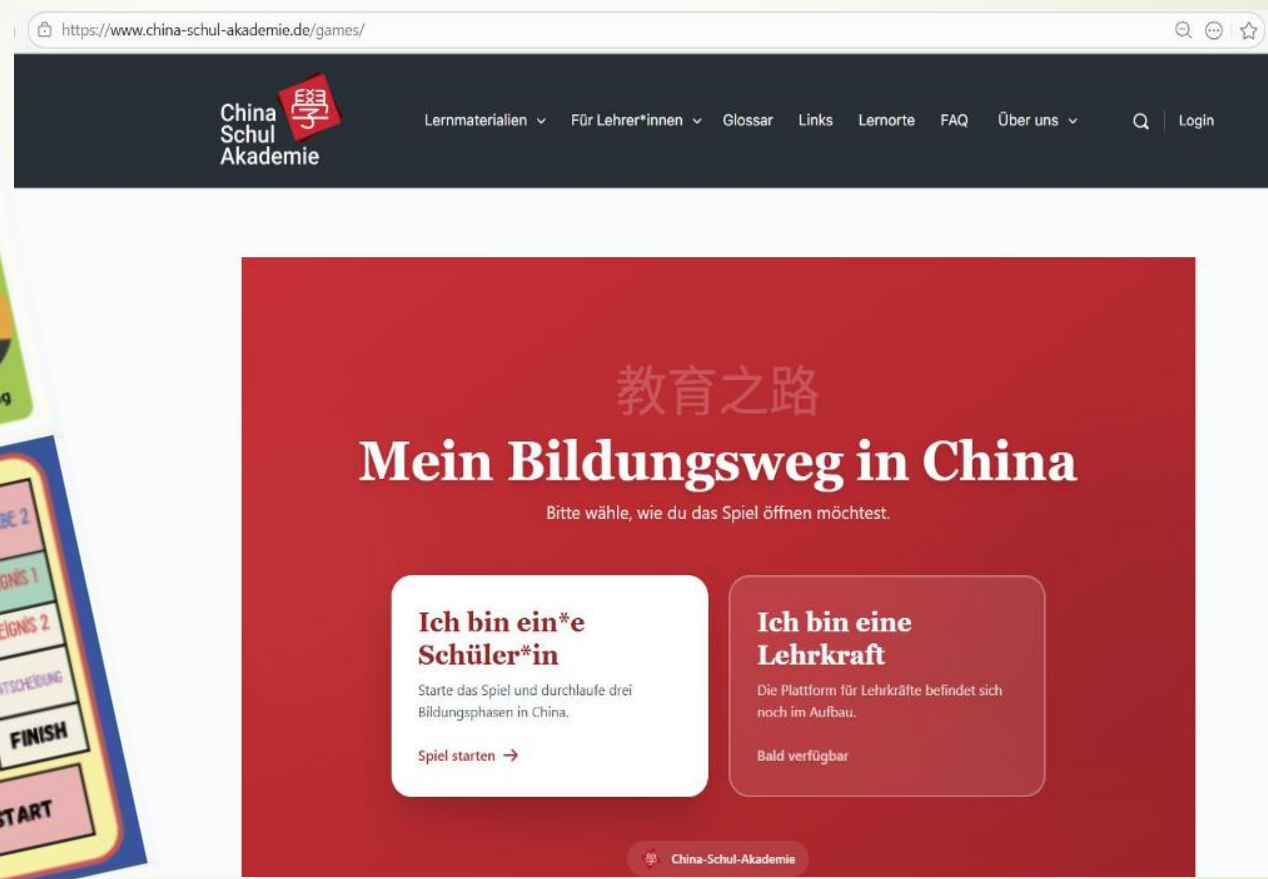 https://www.china-schul-akademie.de/games/
China
Schul
Akademie
學
Lernmaterialien
Für Lehrer*innen
Glossar
Links
Lernorte
FAQ
Über uns
Login
教育之路
Mein Bildungsweg in China
Bitte wähle, wie du das Spiel öffnen möchtest.
Ich bin ein*e
Schüler*in
Starte das Spiel und durchlaufe drei
Bildungsphasen in China.
Spiel starten →
Ich bin eine
Lehrkraft
Die Plattform für Lehrkräfte befindet sich
noch im Aufbau.
Bald verfügbar
學 China-Schul-Akademie
2
1
2
FINISH
START